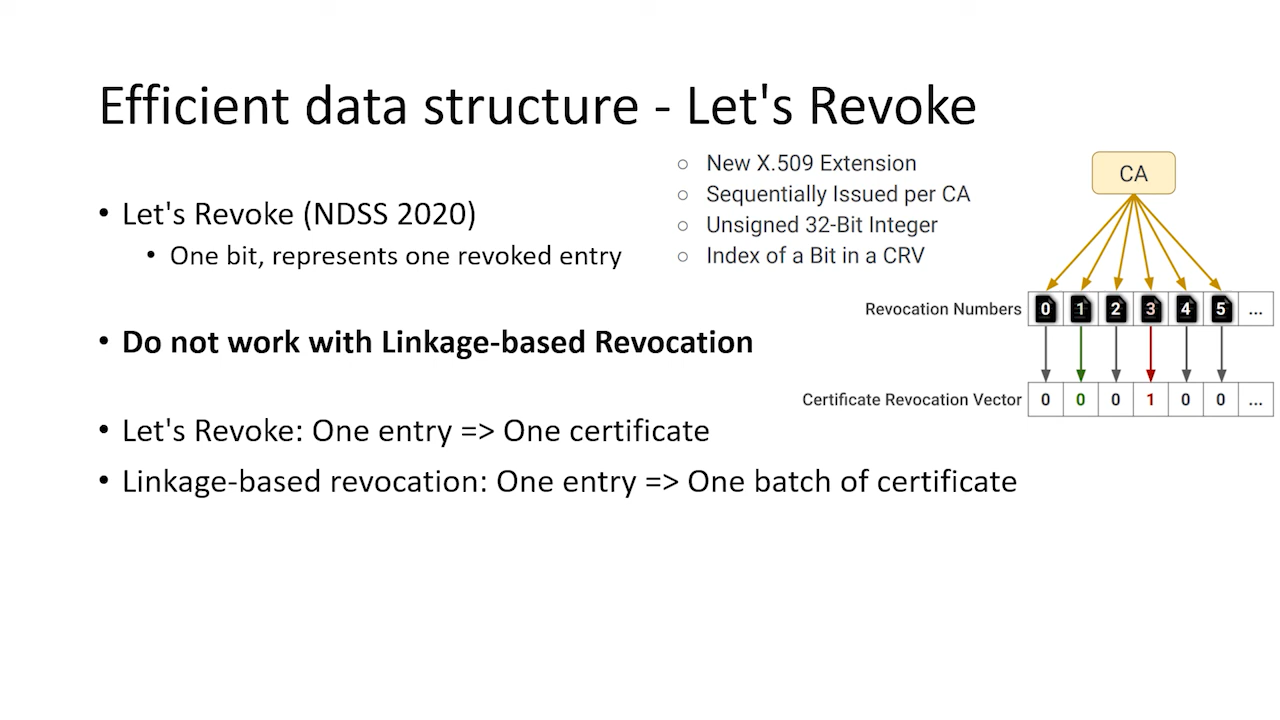 Efficient data structure - Let's Revoke
• Let's Revoke (NDSS 2020)
• One bit, represents one revoked entry
• Do not work with Linkage-based Revocation
• Let's Revoke: One entry => One certificate
• Linkage-based revocation: One entry => One batch of certificate
○ New X.509 Extension
○ Sequentially Issued per CA
○ Unsigned 32-Bit Integer
○ Index of a Bit in a CRV
CA
Revocation Numbers 0 1 2 3 4 5 ...
Certificate Revocation Vector 0 0 0 1 0 0 ...